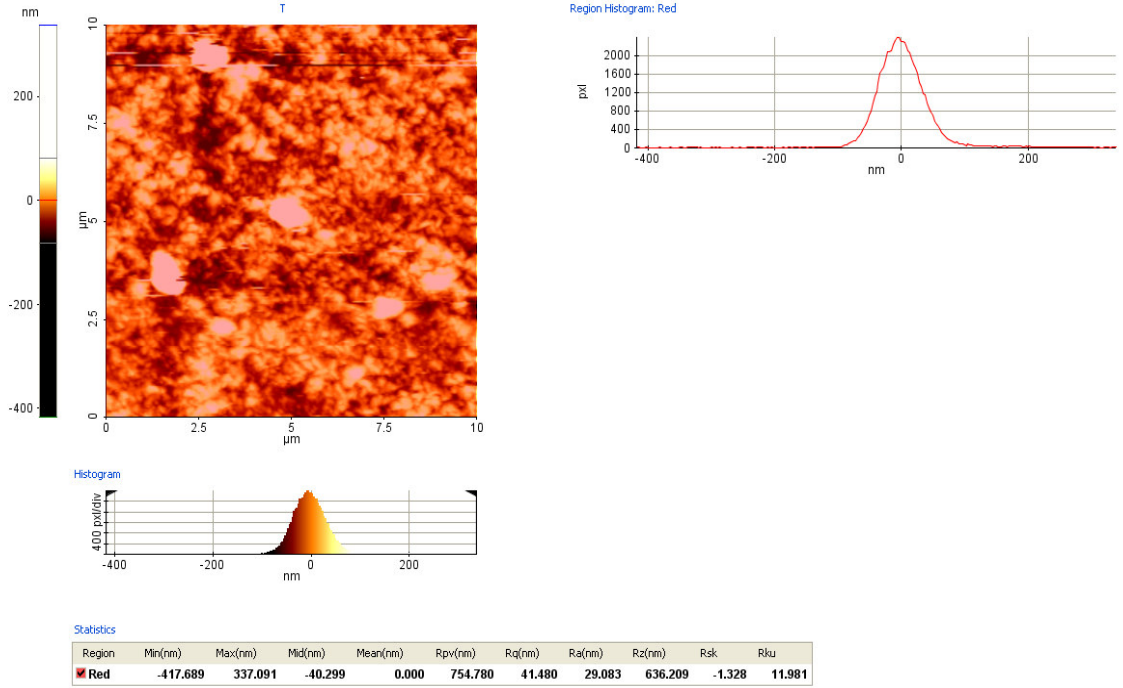 nm
200
0
-200
-400
T
10
7.5
5
2.5
0
µm
0 2.5 5 7.5 10
µm
Region Histogram: Red
pxl
2000
1600
1200
800
400
0
-400 -200 0 200
nm
Histogram
400 pxl/div
-400 -200 0 200
nm
Statistics
Region Min(nm) Max(nm) Mid(nm) Mean(nm) Rpv(nm) Rq(nm) Ra(nm) Rz(nm) Rsk Rku
Red -417.689 337.091 -40.299 0.000 754.780 41.480 29.083 636.209 -1.328 11.981